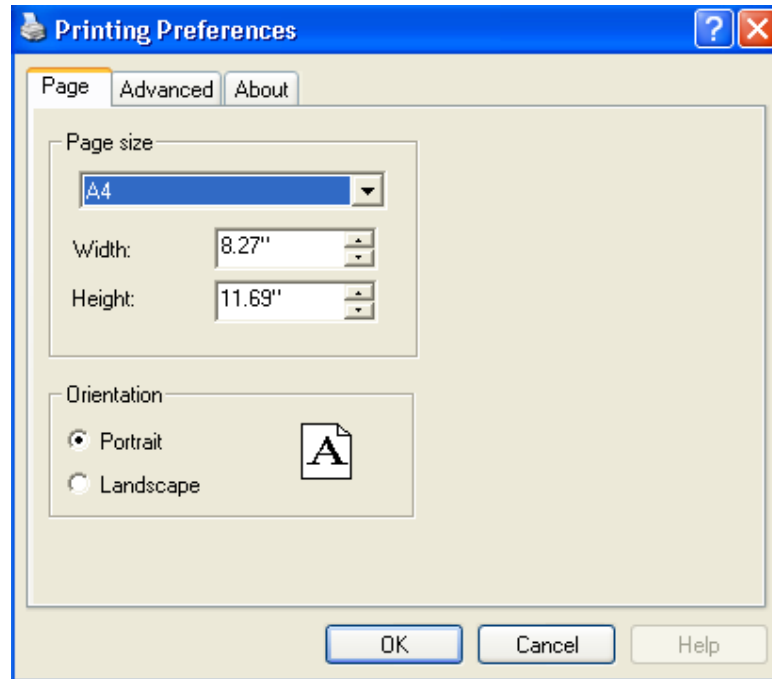 Printing Preferences
Page Advanced About
Page size
A4
Width: 8.27"
Height: 11.69"
Orientation
Portrait
A
Landscape
OK Cancel Help